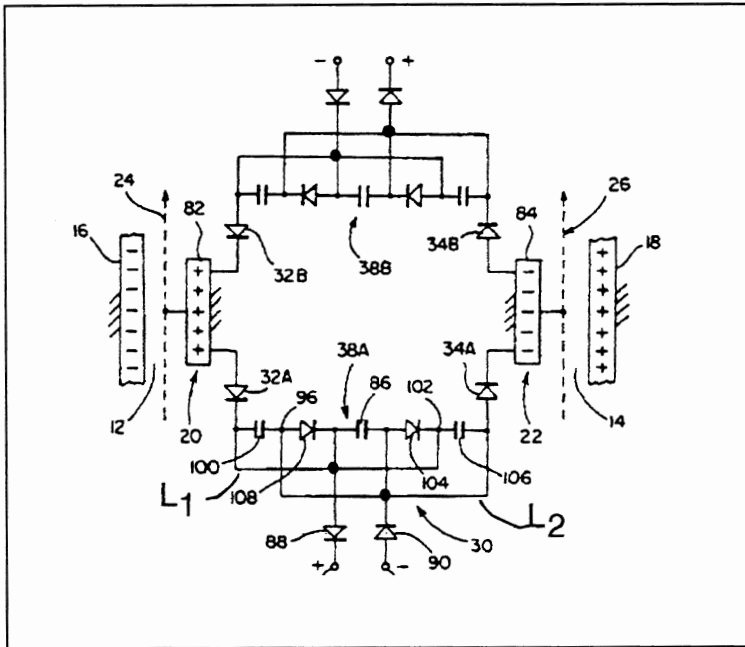 - +
24 26
16 82 84 18
32B 38B 34B
- + - +
- + - +
- + - +
- + - +
- + - +
-  +
-  +
32A 38A 34A
96 86 102
12 20 22 14
100 108 104 106
L1 L2
88 90 30
+ -